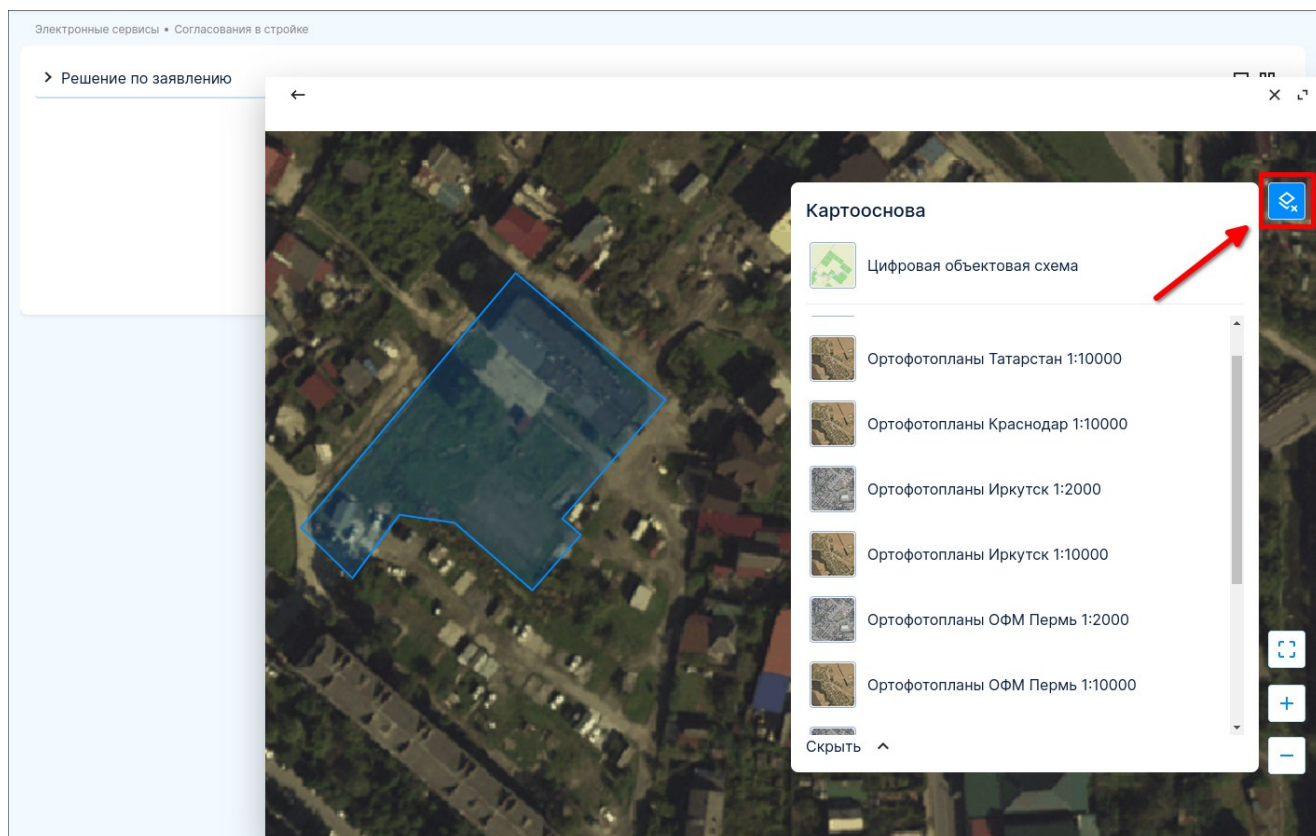 Электронные сервисы • Согласования в стройке
Решение по заявлению
Картооснова
Цифровая объектовая схема
Ортофотопланы Татарстан 1:10000
Ортофотопланы Краснодар 1:10000
Ортофотопланы Иркутск 1:2000
Ортофотопланы Иркутск 1:10000
Ортофотопланы ОФМ Пермь 1:2000
Ортофотопланы ОФМ Пермь 1:10000
Скрыть